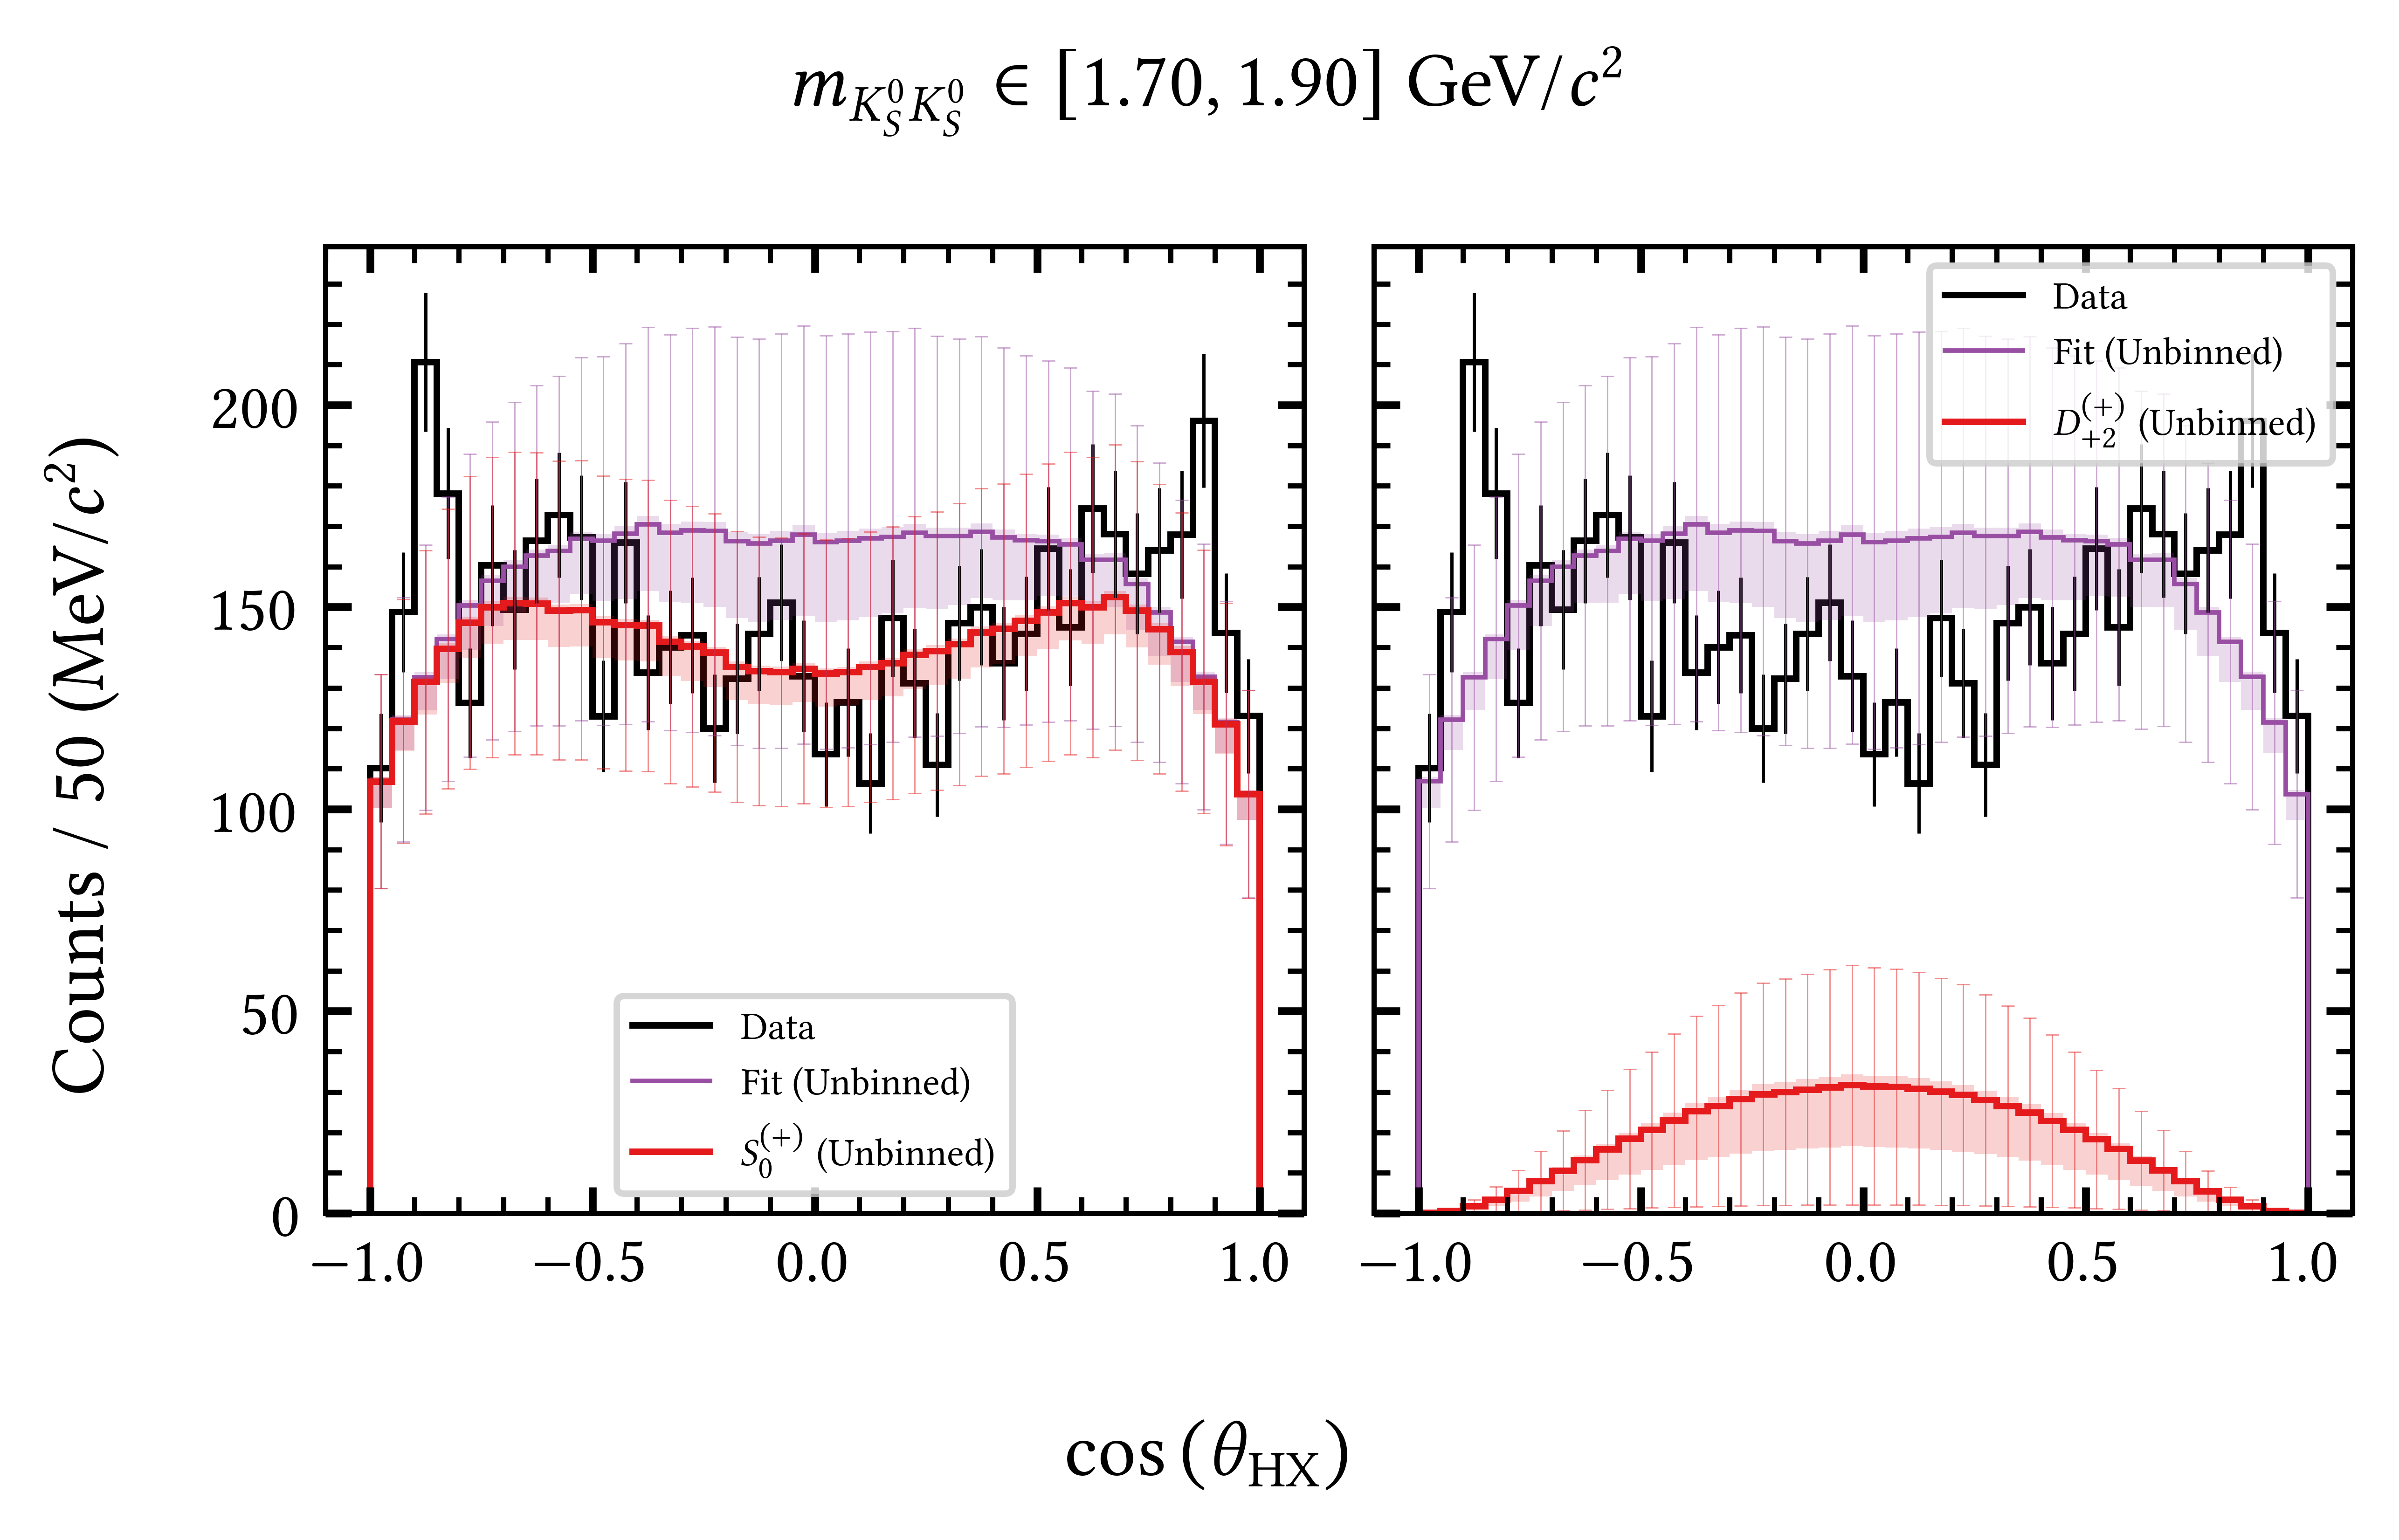 m_{K_S^0 K_S^0} ∈ [1.70, 1.90] GeV/c²
Counts / 50 (MeV/c²)
200
150
100
50
0
−1.0 −0.5 0.0 0.5 1.0
Data
Fit (Unbinned)
S_0^{(+)} (Unbinned)
−1.0 −0.5 0.0 0.5 1.0
Data
Fit (Unbinned)
D_{+2}^{(+)} (Unbinned)
cos (θ_{HX})